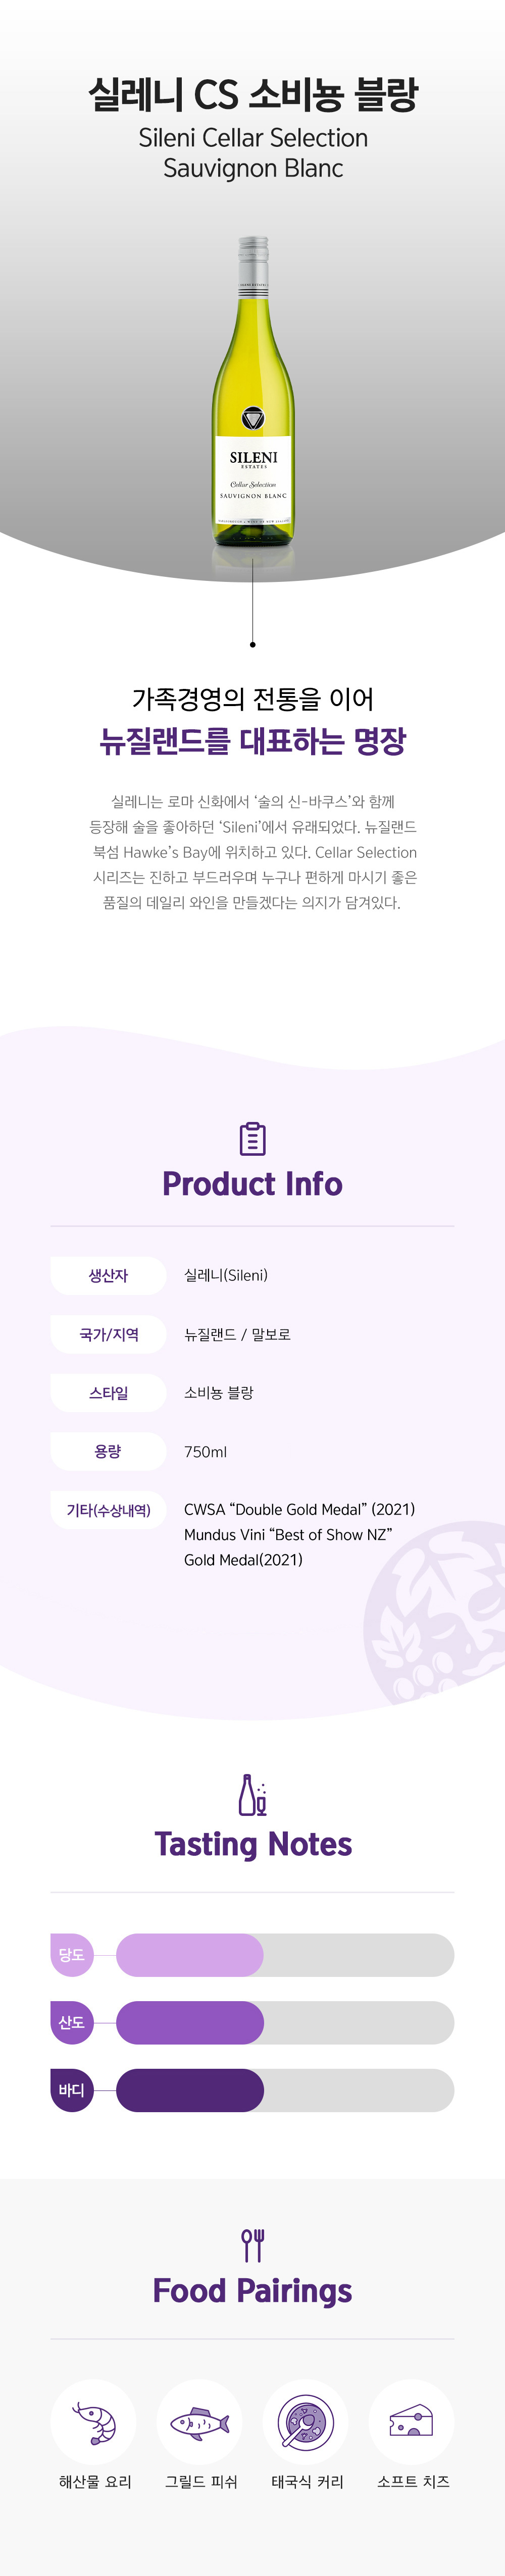 실레니 CS 소비뇽 블랑
Sileni Cellar Selection
Sauvignon Blanc
SILENI
ESTATES
Cellar Selection
SAUVIGNON BLANC
가족경영의 전통을 이어
뉴질랜드를 대표하는 명장
실레니는 로마 신화에서 ‘술의 신-바쿠스’와 함께
등장해 술을 좋아하던 ‘Sileni’에서 유래되었다. 뉴질랜드
북섬 Hawke’s Bay에 위치하고 있다. Cellar Selection
시리즈는 진하고 부드러우며 누구나 편하게 마시기 좋은
품질의 데일리 와인을 만들겠다는 의지가 담겨있다.
Product Info
생산자 실레니(Sileni)
국가/지역 뉴질랜드 / 말보로
스타일 소비뇽 블랑
용량 750ml
기타(수상내역) CWSA “Double Gold Medal” (2021)
Mundus Vini “Best of Show NZ”
Gold Medal(2021)
Tasting Notes
당도
산도
바디
Food Pairings
해산물 요리 그릴드 피쉬 태국식 커리 소프트 치즈